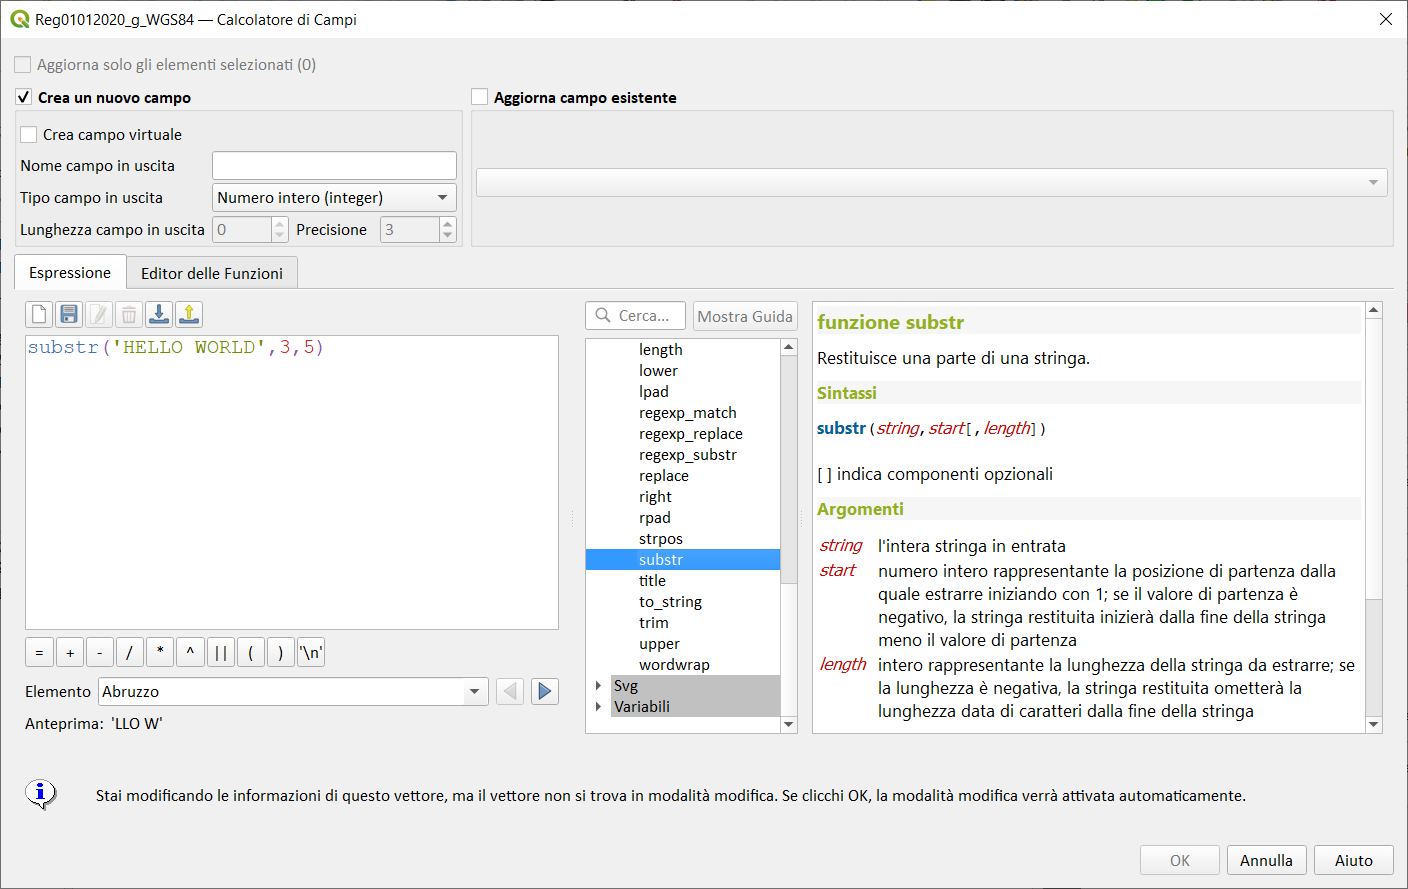 Reg01012020_g_WGS84 — Calcolatore di Campi
Aggiorna solo gli elementi selezionati (0)
Crea un nuovo campo
Aggiorna campo esistente
Crea campo virtuale
Nome campo in uscita
Tipo campo in uscita
Numero intero (integer)
Lunghezza campo in uscita
0
Precisione
3
Espressione
Editor delle Funzioni
substr('HELLO WORLD',3,5)
= + - / * ^ || ( ) '\n'
Elemento
Abruzzo
Anteprima: 'LLO W'
Cerca...
Mostra Guida
length
lower
lpad
regexp_match
regexp_replace
regexp_substr
replace
right
rpad
strpos
substr
title
to_string
trim
upper
wordwrap
Svg
Variabili
funzione substr
Restituisce una parte di una stringa.
Sintassi
substr(string,start[,length])
[ ] indica componenti opzionali
Argomenti
string l'intera stringa in entrata
start numero intero rappresentante la posizione di partenza dalla
quale estrarre iniziando con 1; se il valore di partenza è
negativo, la stringa restituita inizierà dalla fine della stringa
meno il valore di partenza
length intero rappresentante la lunghezza della stringa da estrarre; se
la lunghezza è negativa, la stringa restituita ometterà la
lunghezza data di caratteri dalla fine della stringa
Stai modificando le informazioni di questo vettore, ma il vettore non si trova in modalità modifica. Se clicchi OK, la modalità modifica verrà attivata automaticamente.
OK
Annulla
Aiuto